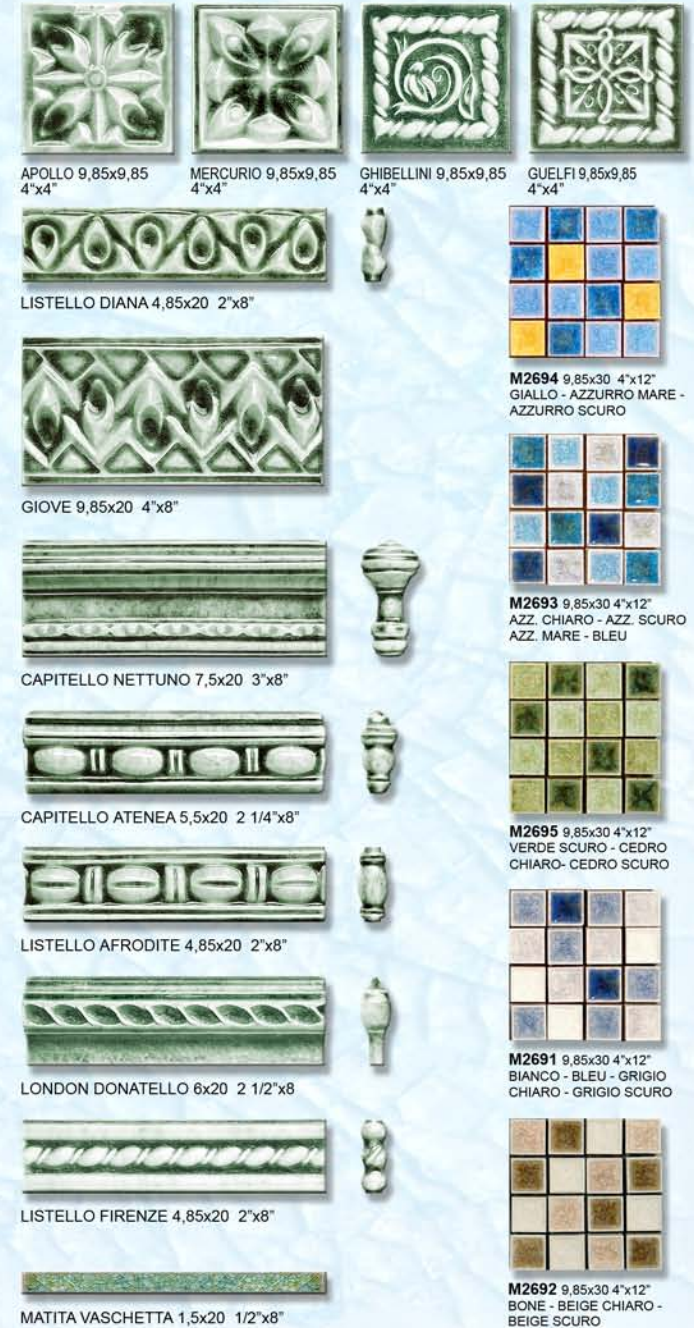 APOLLO 9,85x9,85
4"x4"
MERCURIO 9,85x9,85
4"x4"
GHIBELLINI 9,85x9,85
4"x4"
GUELFI 9,85x9,85
4"x4"
LISTELLO DIANA 4,85x20 2"x8"
GIOVE 9,85x20 4"x8"
CAPITELLO NETTUNO 7,5x20 3"x8"
CAPITELLO ATENEA 5,5x20 2 1/4"x8"
LISTELLO AFRODITE 4,85x20 2"x8"
LONDON DONATELLO 6x20 2 1/2"x8
LISTELLO FIRENZE 4,85x20 2"x8"
MATITA VASCHETTA 1,5x20 1/2"x8"
M2694 9,85x30 4"x12"
GIALLO - AZZURRO MARE -
AZZURRO SCURO
M2693 9,85x30 4"x12"
AZZ. CHIARO - AZZ. SCURO
AZZ. MARE - BLEU
M2695 9,85x30 4"x12"
VERDE SCURO - CEDRO
CHIARO- CEDRO SCURO
M2691 9,85x30 4"x12"
BIANCO - BLEU - GRIGIO
CHIARO - GRIGIO SCURO
M2692 9,85x30 4"x12"
BONE - BEIGE CHIARO -
BEIGE SCURO